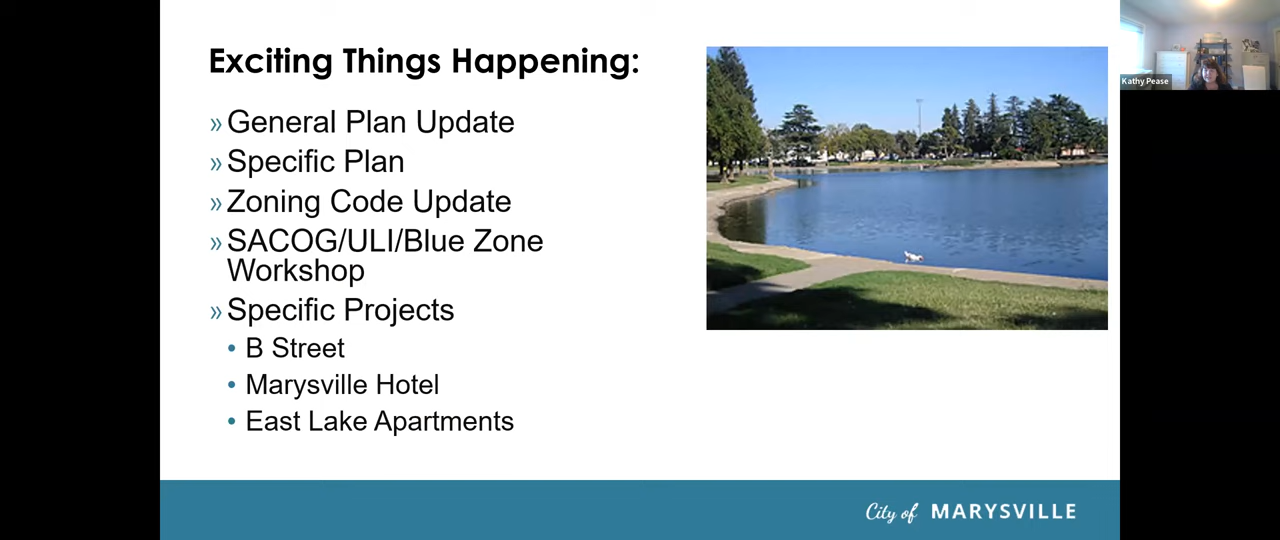 Exciting Things Happening:
» General Plan Update
» Specific Plan
» Zoning Code Update
» SACOG/ULI/Blue Zone
Workshop
» Specific Projects
• B Street
• Marysville Hotel
• East Lake Apartments
City of MARYSVILLE
Kathy Pease